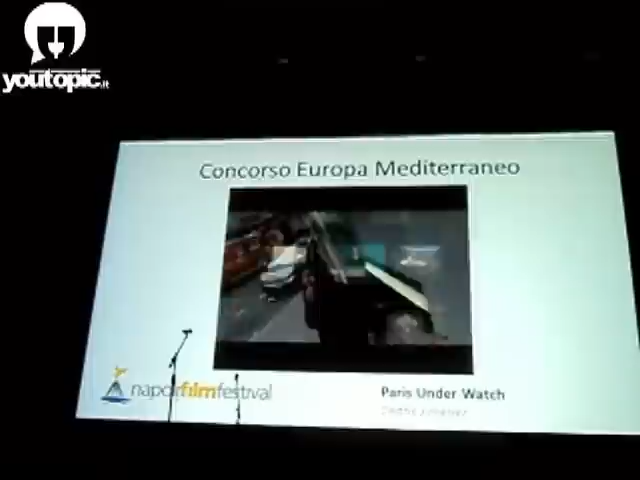 youtopic.it
Concorso Europa Mediterraneo
napolifilmfestival
Paris Under Watch